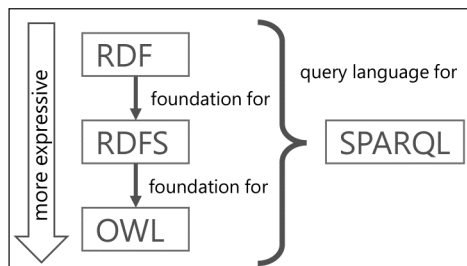 more expressive
RDF
foundation for
RDFS
foundation for
OWL
query language for
SPARQL